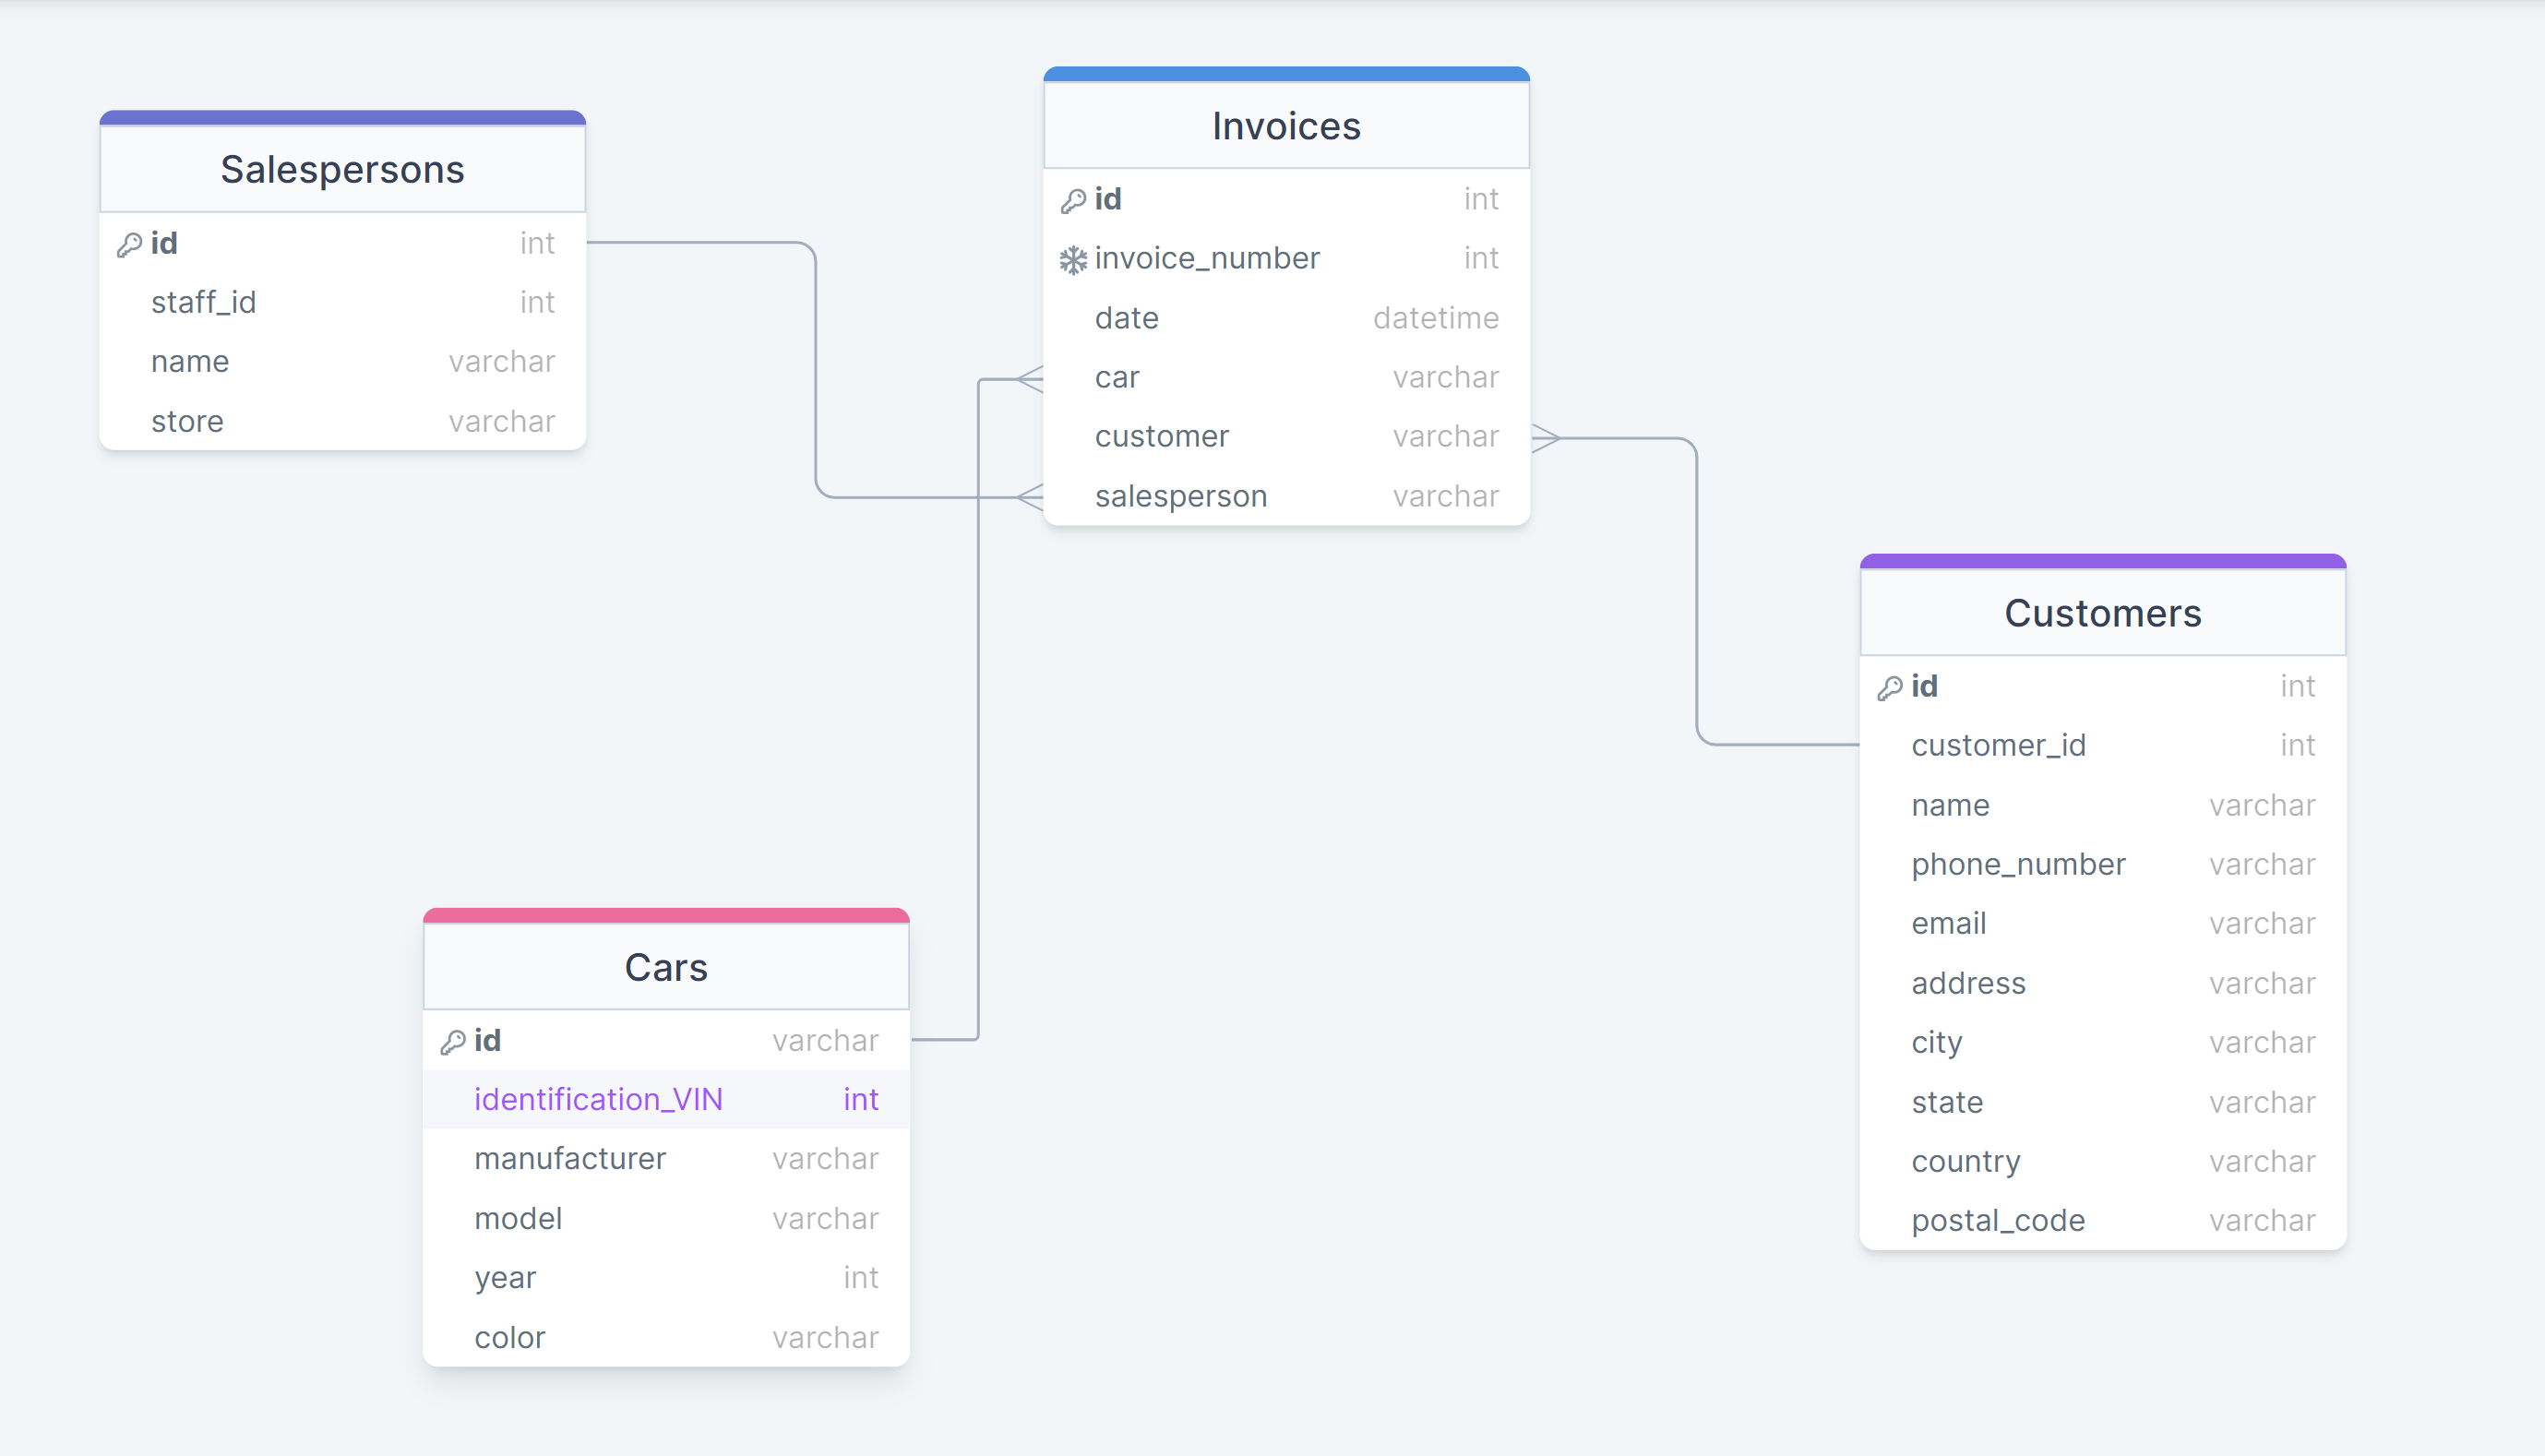 Salespersons
id int
staff_id int
name varchar
store varchar
Invoices
id int
invoice_number int
date datetime
car varchar
customer varchar
salesperson varchar
Customers
id int
customer_id int
name varchar
phone_number varchar
email varchar
address varchar
city varchar
state varchar
country varchar
postal_code varchar
Cars
id varchar
identification_VIN int
manufacturer varchar
model varchar
year int
color varchar